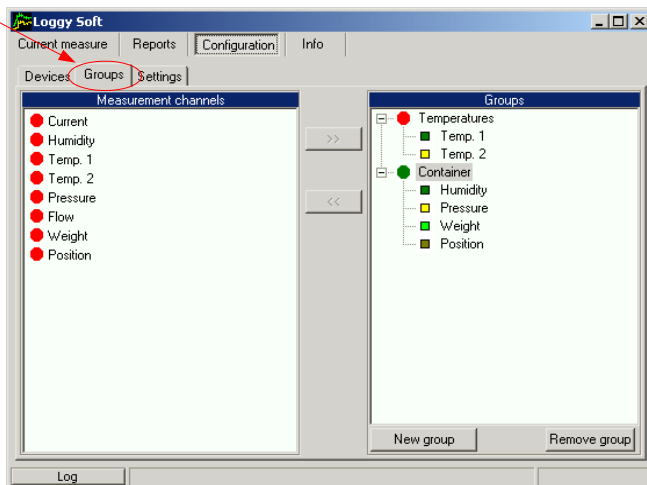 Loggy Soft
Current measure Reports Configuration Info
Devices Groups Settings
Measurement channels
Current
Humidity
Temp. 1
Temp. 2
Pressure
Flow
Weight
Position
>>
<<
Groups
Temperatures
Temp. 1
Temp. 2
Container
Humidity
Pressure
Weight
Position
New group Remove group
Log